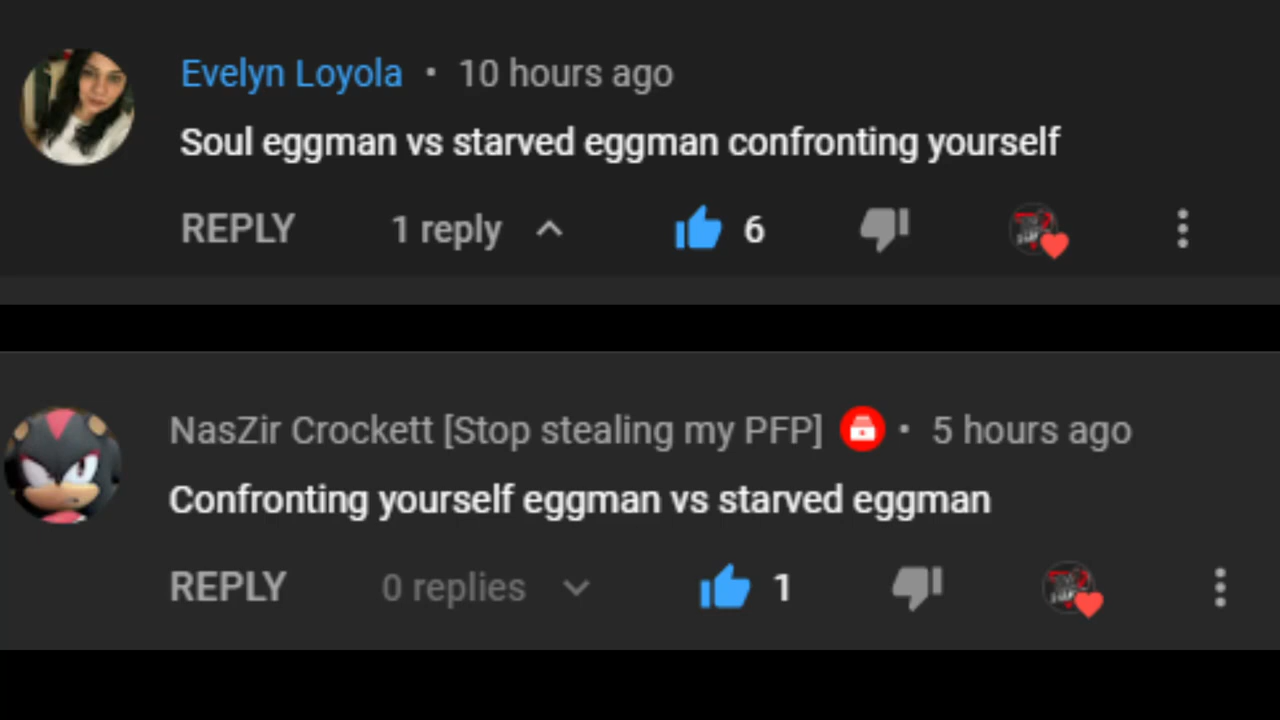 Evelyn Loyola • 10 hours ago
Soul eggman vs starved eggman confronting yourself
REPLY 1 reply 6
NasZir Crockett [Stop stealing my PFP] • 5 hours ago
Confronting yourself eggman vs starved eggman
REPLY 0 replies 1